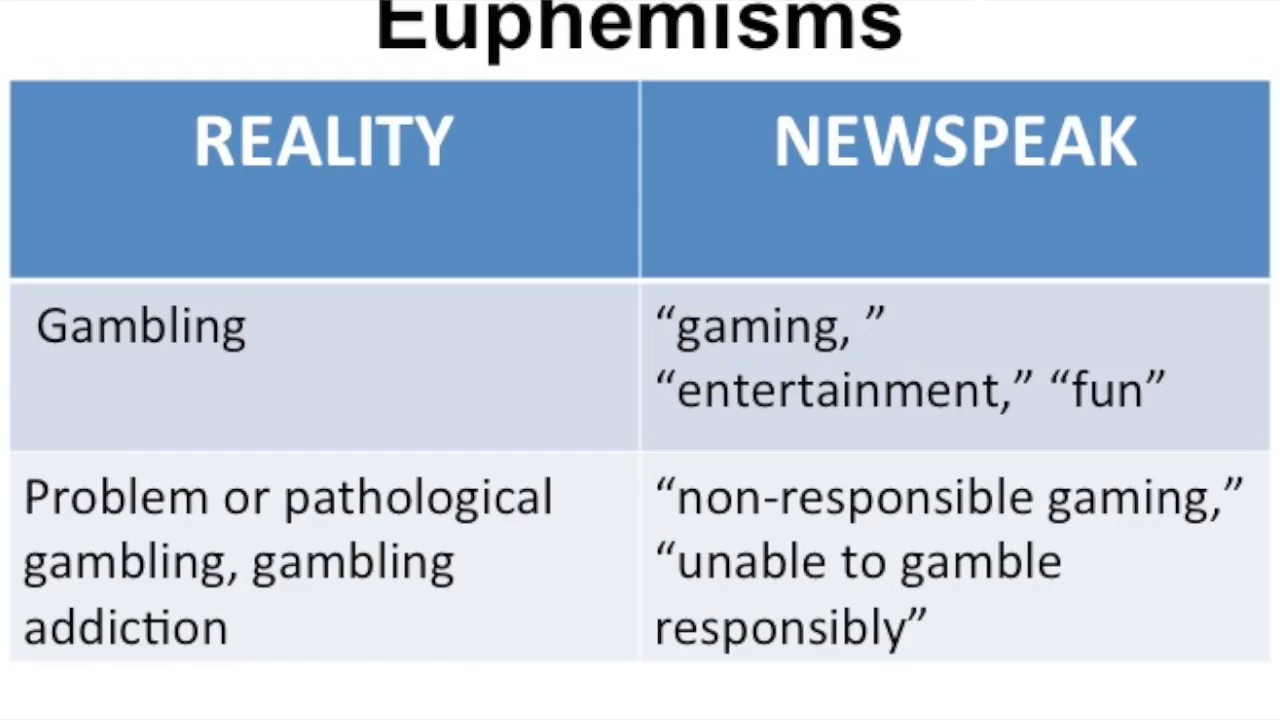 Euphemisms
REALITY
NEWSPEAK
Gambling
“gaming, ”
“entertainment,” “fun”
Problem or pathological
gambling, gambling
addiction
“non-responsible gaming,”
“unable to gamble
responsibly”